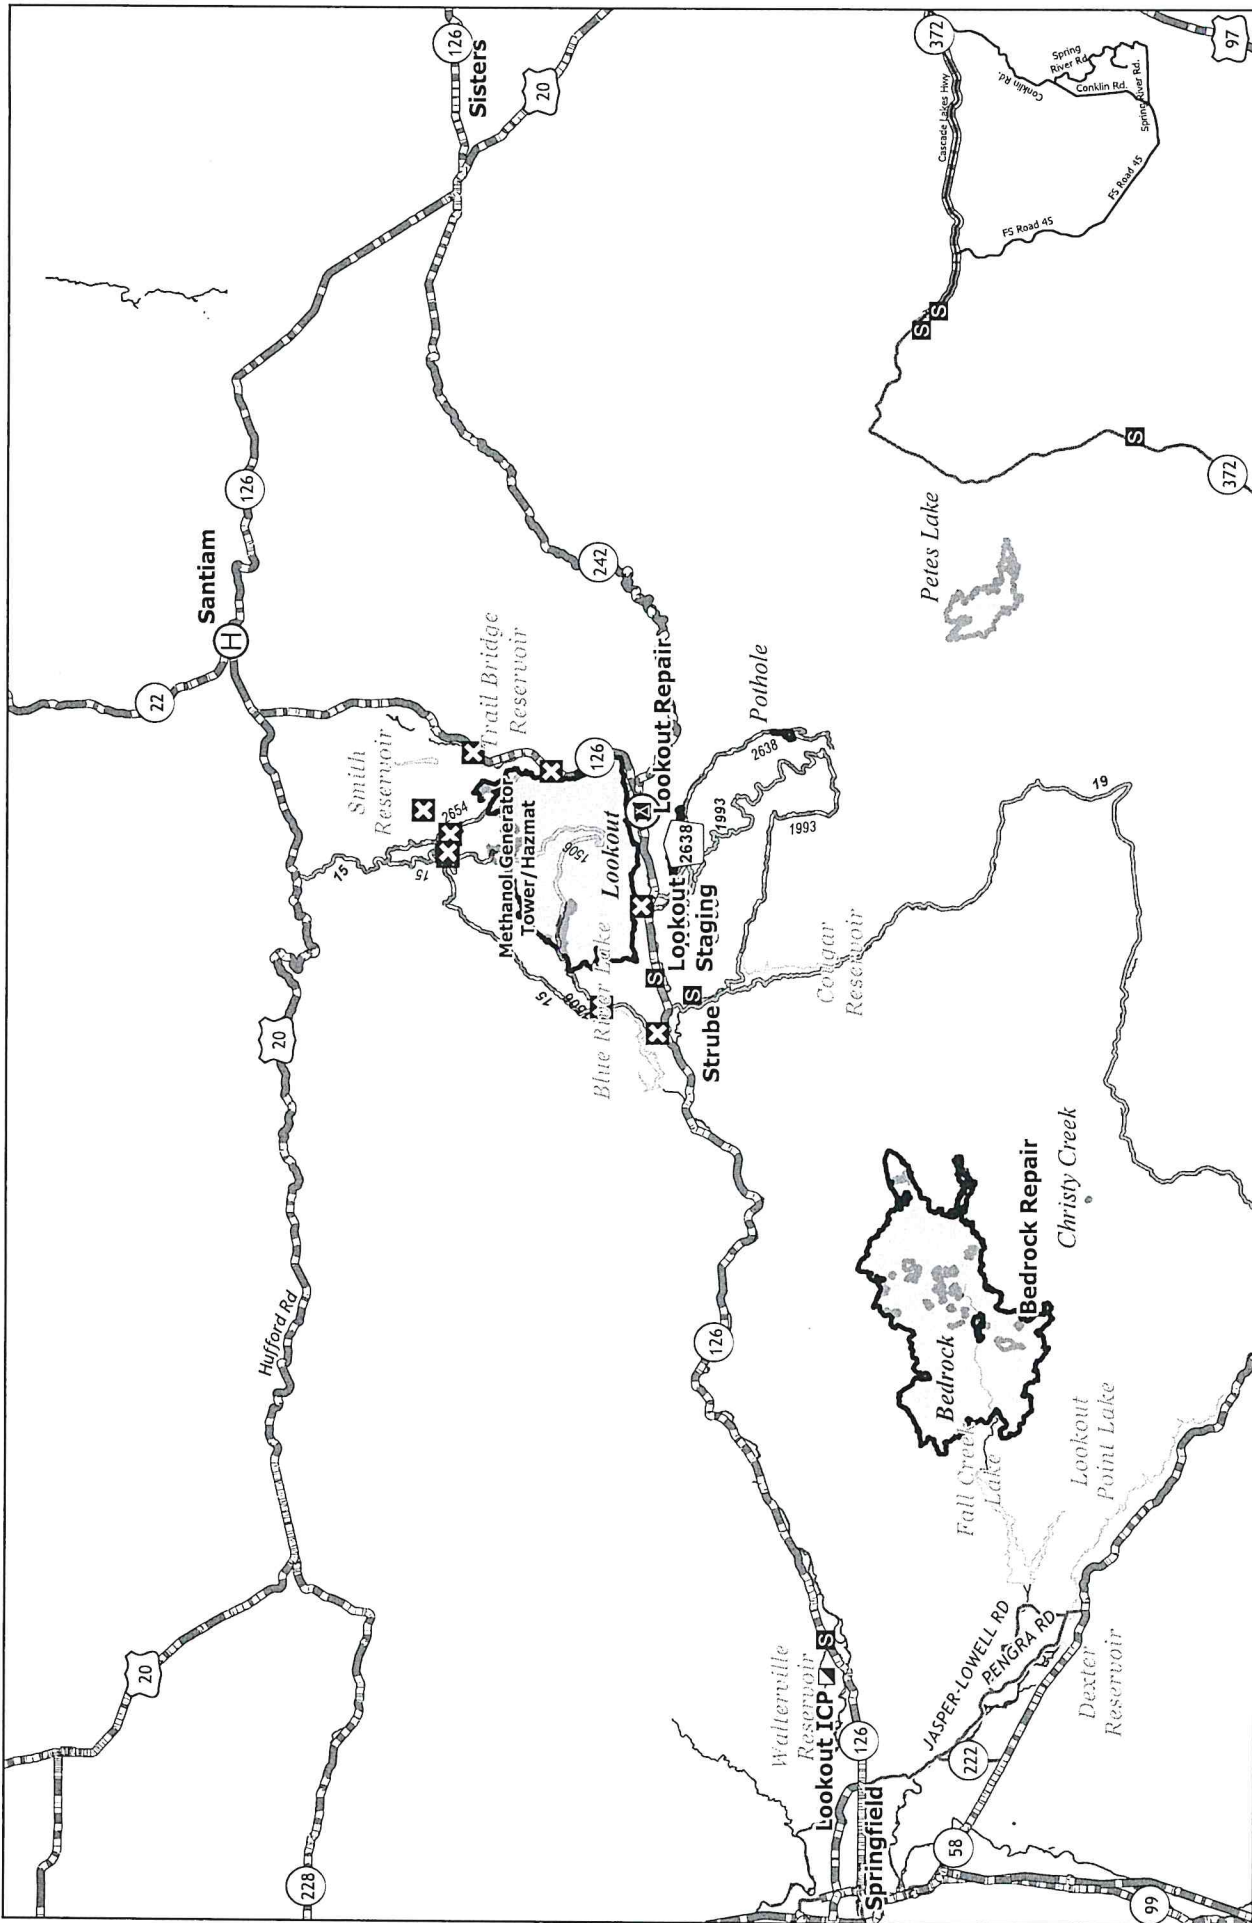 20
228
Hufford Rd
20
22
Santiam
H
126
126
Sisters
20
15
15
2654
Smith
Reservoir
Trail Bridge
Reservoir
126
242
Methanol Generator
Tower/Hazmat
1506
Lookout
Lookout Repair
15
1506
Blue River Lake
S
S
Lookout
Staging
Strube
2638
1993
2638
1993
Pothole
Cougar
Reservoir
19
Petes Lake
372
Cascade Lakes Hwy
Conklin Rd.
Spring
River Rd
Conklin Rd.
Spring River Rd.
FS Road 45
FS Road 45
S
S
S
372
97
126
Walterville
Reservoir
Lookout ICP
S
126
Springfield
JASPER-LOWELL RD
PENGRA RD
222
58
99
Dexter
Reservoir
Fall Creek
Lake
Lookout
Point Lake
Bedrock
Bedrock Repair
Christy Creek